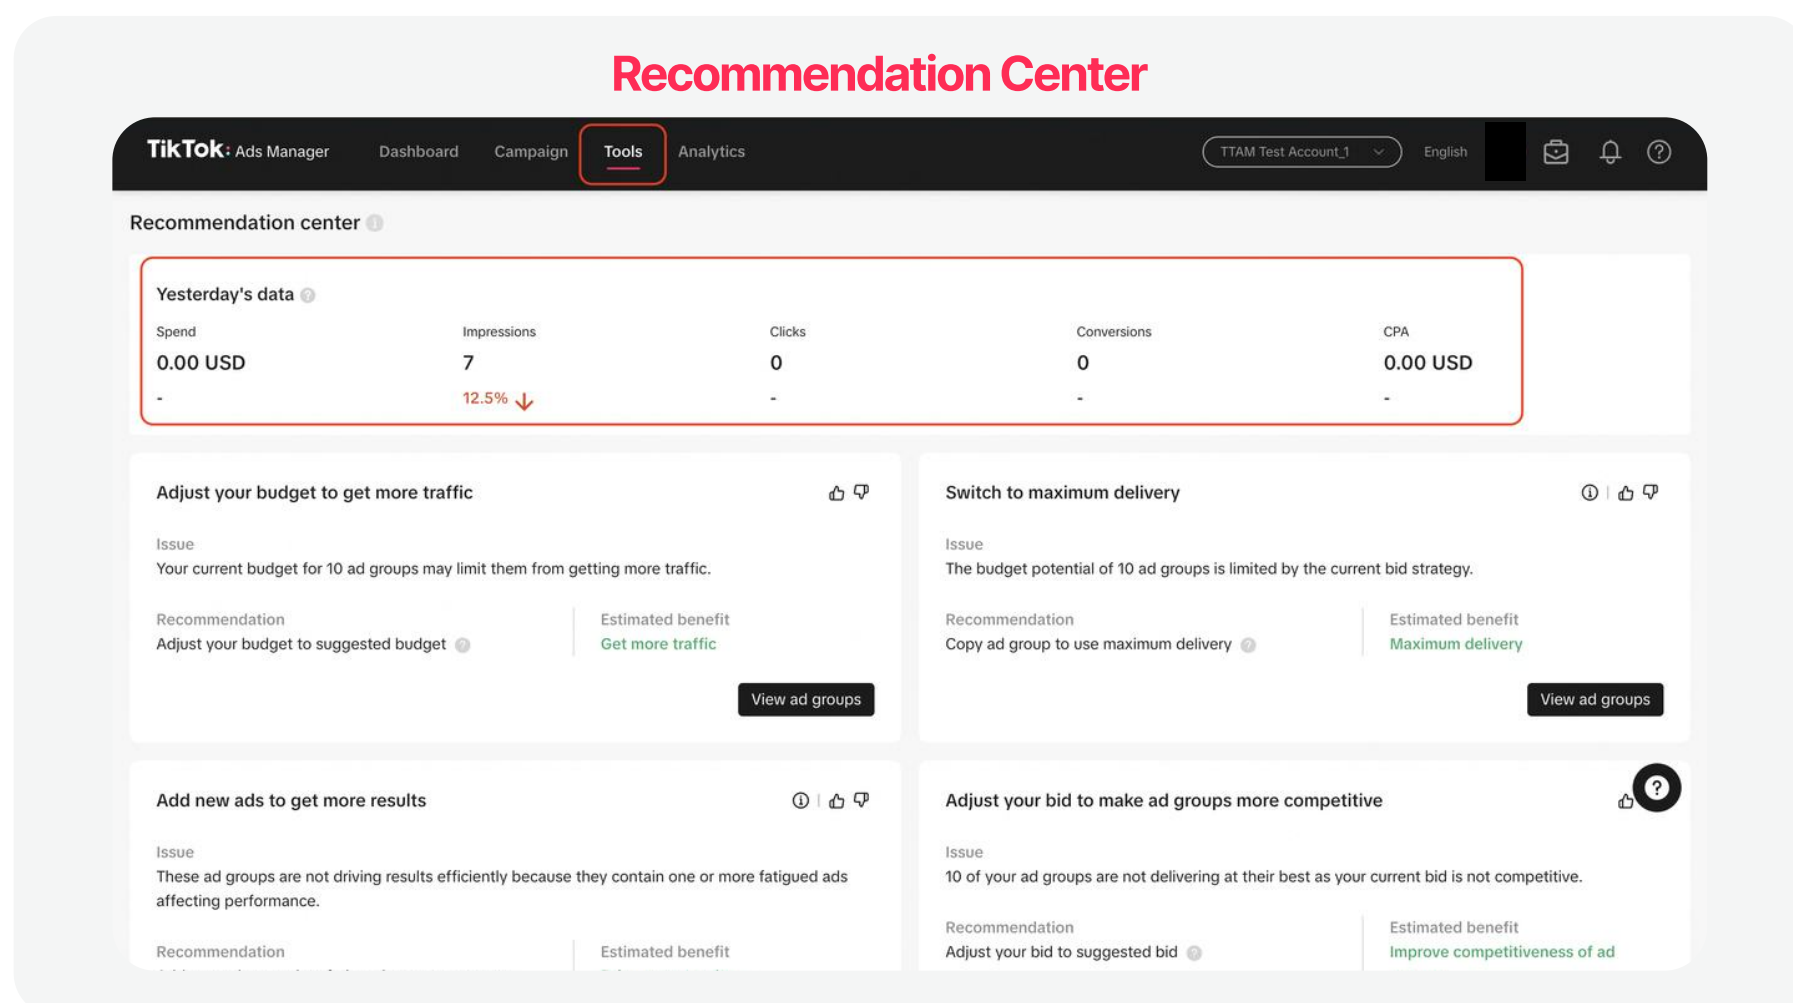 Recommendation Center
TikTok: Ads Manager Dashboard Campaign Tools Analytics TTAM Test Account_1 English
Recommendation center
Yesterday's data
Spend Impressions Clicks Conversions CPA
0.00 USD 7 0 0 0.00 USD
- 12.5% - - -
Adjust your budget to get more traffic
Issue
Your current budget for 10 ad groups may limit them from getting more traffic.
Recommendation Estimated benefit
Adjust your budget to suggested budget Get more traffic
View ad groups
Switch to maximum delivery
Issue
The budget potential of 10 ad groups is limited by the current bid strategy.
Recommendation Estimated benefit
Copy ad group to use maximum delivery Maximum delivery
View ad groups
Add new ads to get more results
Issue
These ad groups are not driving results efficiently because they contain one or more fatigued ads
affecting performance.
Recommendation Estimated benefit
Adjust your bid to make ad groups more competitive
Issue
10 of your ad groups are not delivering at their best as your current bid is not competitive.
Recommendation Estimated benefit
Adjust your bid to suggested bid Improve competitiveness of ad